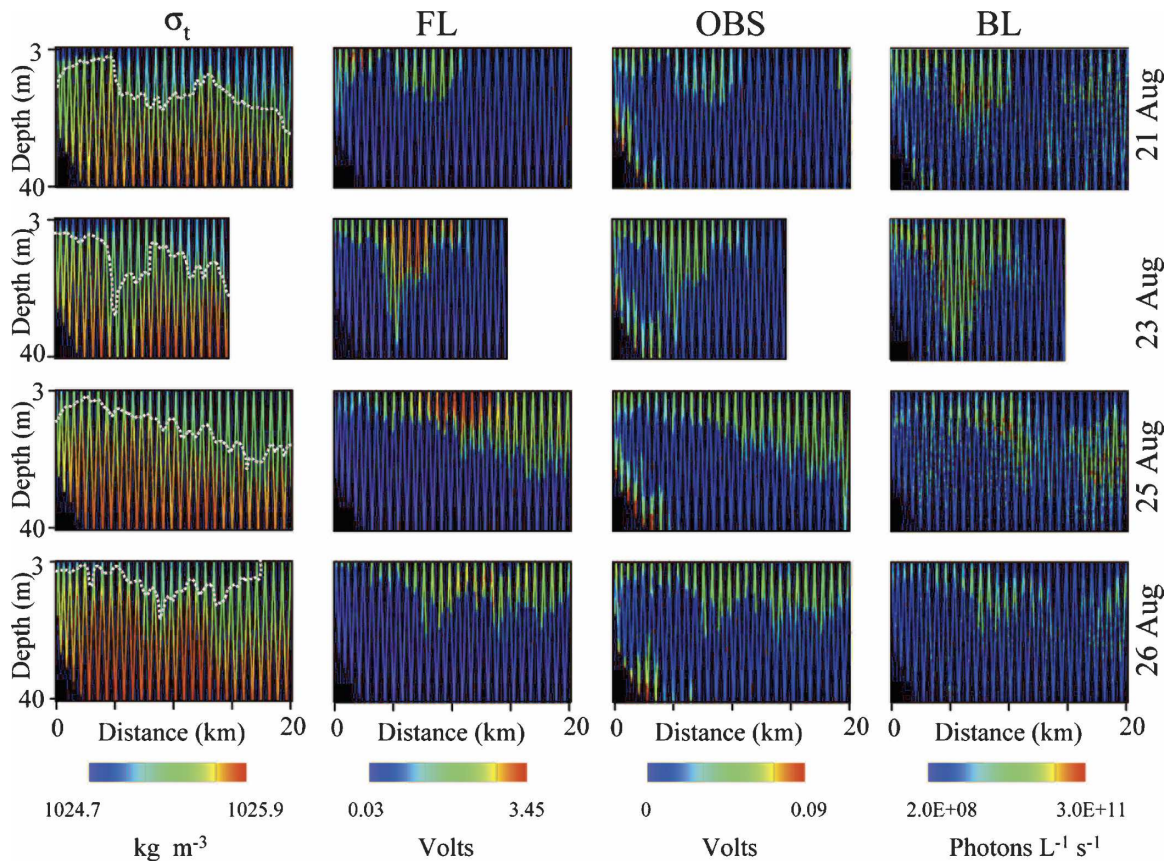 σt FL OBS BL
3
Depth (m)
40
21 Aug
3
Depth (m)
40
23 Aug
3
Depth (m)
40
25 Aug
3
Depth (m)
40
26 Aug
0 Distance (km) 20 0 Distance (km) 20 0 Distance (km) 20 0 Distance (km) 20
1024.7 1025.9 0.03 3.45 0 0.09 2.0E+08 3.0E+11
kg m-3 Volts Volts Photons L-1 s-1